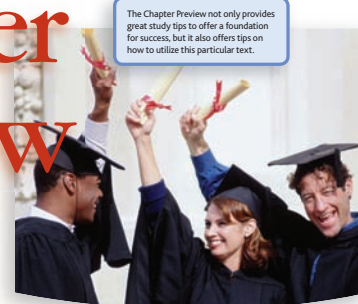 er
w
The Chapter Preview not only provides
great study tips to offer a foundation
for success, but it also offers tips on
how to utilize this particular text.